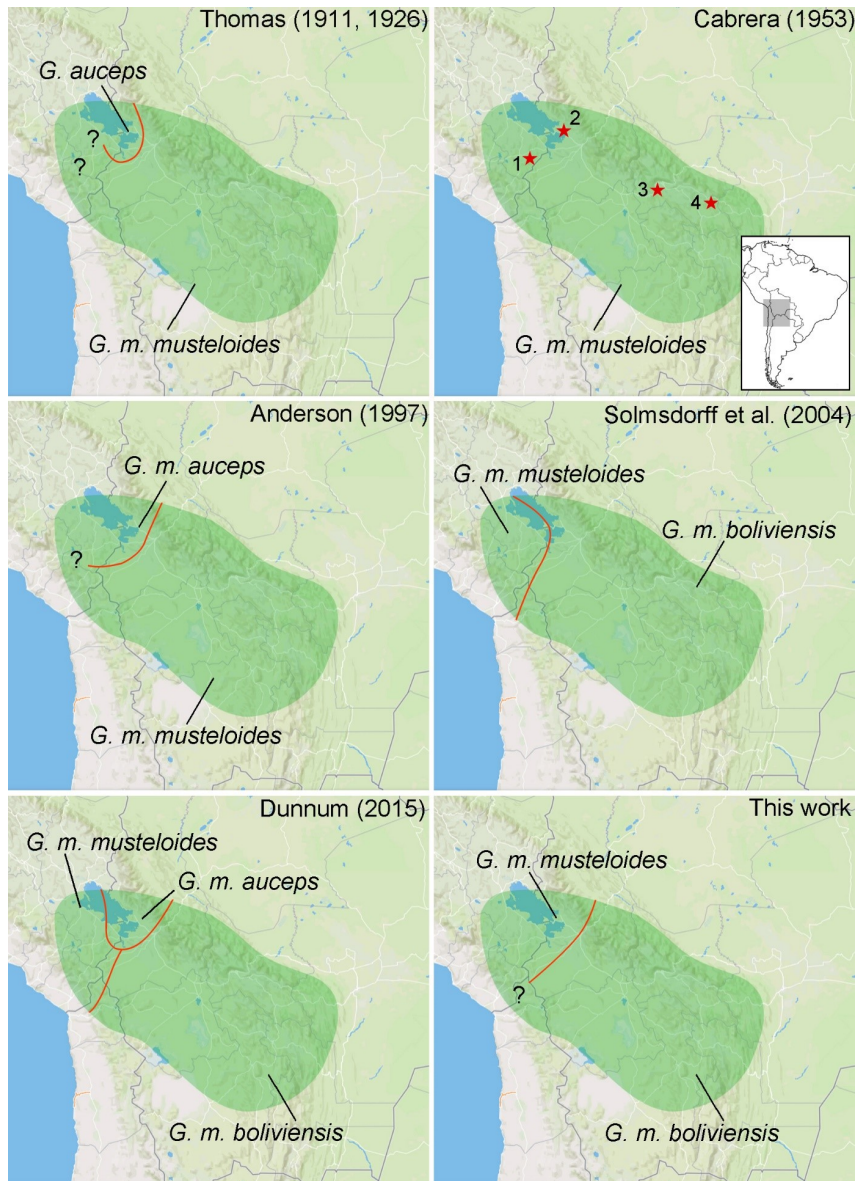 Thomas (1911, 1926)
G. auceps
?
?
G. m. musteloides
Cabrera (1953)
2
1
3
4
G. m. musteloides
Anderson (1997)
G. m. auceps
?
G. m. musteloides
Solmsdorff et al. (2004)
G. m. musteloides
G. m. boliviensis
Dunnum (2015)
G. m. musteloides
G. m. auceps
G. m. boliviensis
This work
G. m. musteloides
?
G. m. boliviensis